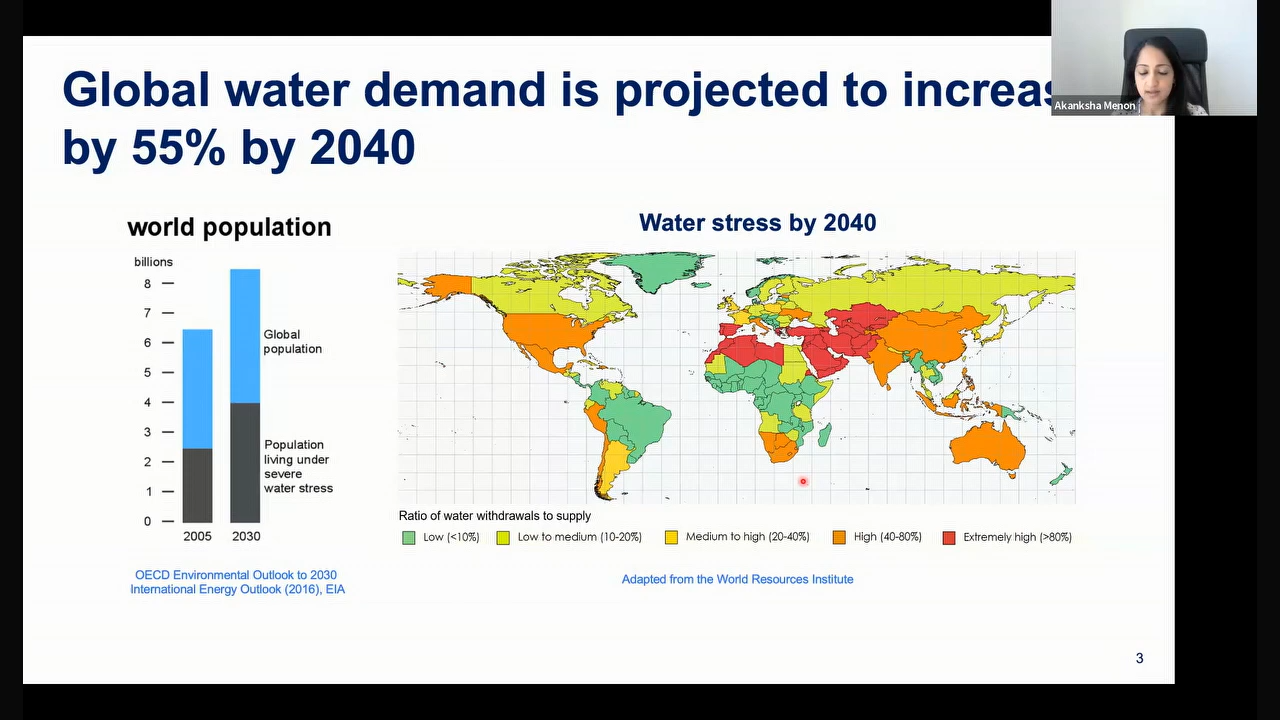 Global water demand is projected to increas
by 55% by 2040
Akanksha Menon
world population
billions
8
7
6
5
4
3
2
1
0
2005 2030
Global
population
Population
living under
severe
water stress
OECD Environmental Outlook to 2030
International Energy Outlook (2016), EIA
Water stress by 2040
Ratio of water withdrawals to supply
Low (<10%) Low to medium (10-20%) Medium to high (20-40%) High (40-80%) Extremely high (>80%)
Adapted from the World Resources Institute
3